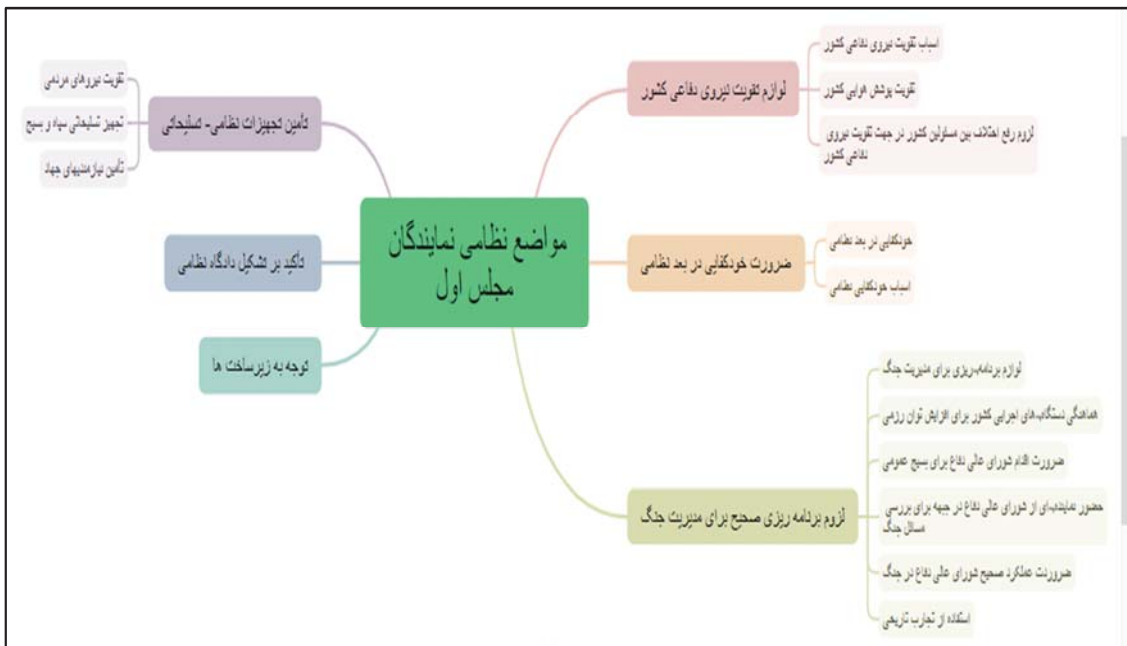 مواضع نظامی نمایندگان
مجلس اول
لوازم تقویت نیروی دفاعی کشور
اسباب تقویت نیروی دفاعی کشور
تقویت پوشش هوایی کشور
لزوم رفع اختلاف بین مسئولین کشور در جهت تقویت نیروی
دفاعی کشور
ضرورت خودکفایی در بعد نظامی
خودکفایی در بعد نظامی
اسباب خودکفایی نظامی
لزوم برنامه ریزی صحیح برای مدیریت جنگ
لوازم برنامه‌ریزی برای مدیریت جنگ
هماهنگی دستگاه‌های اجرایی کشور برای افزایش توان رزمی
ضرورت اقدام شورای عالی دفاع برای بسیج عمومی
حضور نماینده‌ای از شورای عالی دفاع در جبهه برای بررسی
مسائل جنگ
ضروردت عملکرد صحیح شورای عالی دفاع در جنگ
استفاده از تجارب تاریخی
تأمین تجهیزات نظامی- تسلیحاتی
تقویت نیروهای مردمی
تجهیز تسلیحاتی سپاه و بسیج
تأمین نیازمندیهای جهاد
تأکید بر تشکیل دادگاه نظامی
توجه به زیرساخت ها